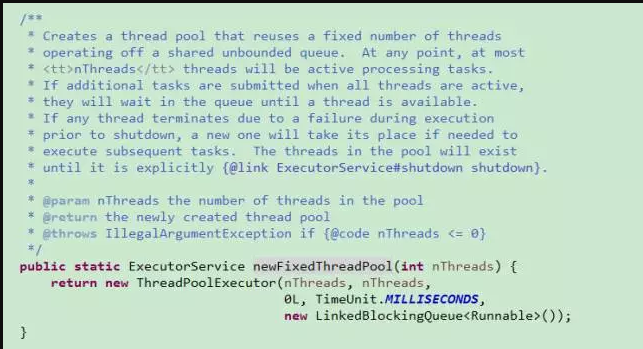 /**
 * Creates a thread pool that reuses a fixed number of threads
 * operating off a shared unbounded queue.  At any point, at most
 * <tt>nThreads</tt> threads will be active processing tasks.
 * If additional tasks are submitted when all threads are active,
 * they will wait in the queue until a thread is available.
 * If any thread terminates due to a failure during execution
 * prior to shutdown, a new one will take its place if needed to
 * execute subsequent tasks.  The threads in the pool will exist
 * until it is explicitly {@link ExecutorService#shutdown shutdown}.
 *
 * @param nThreads the number of threads in the pool
 * @return the newly created thread pool
 * @throws IllegalArgumentException if {@code nThreads <= 0}
 */
public static ExecutorService newFixedThreadPool(int nThreads) {
    return new ThreadPoolExecutor(nThreads, nThreads,
                                  0L, TimeUnit.MILLISECONDS,
                                  new LinkedBlockingQueue<Runnable>());
}